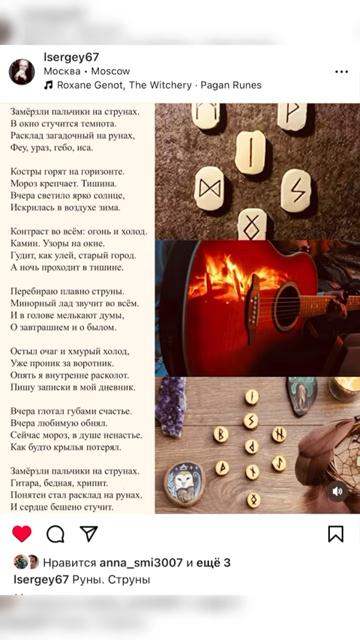 lsergey67
Москва • Moscow
Roxane Genot, The Witchery · Pagan Runes
Замёрзли пальчики на струнах.
В окно стучится темнота.
Расклад загадочный на рунах,
Феу, ураз, гебо, иса.
Костры горят на горизонте.
Мороз крепчает. Тишина.
Вчера светило ярко солнце,
Искрилась в воздухе зима.
Контраст во всём: огонь и холод.
Камин. Узоры на окне.
Гудит, как улей, старый город.
А ночь проходит в тишине.
Перебираю плавно струны.
Минорный лад звучит во всём.
И в голове мелькают думы,
О завтрашнем и о былом.
Остыл очаг и хмурый холод,
Уже проник за воротник.
Опять я внутренне расколот.
Пишу записки в мой дневник.
Вчера глотал губами счастье.
Вчера любимую обнял.
Сейчас мороз, в душе ненастье.
Как будто крылья потерял.
Замёрзли пальчики на струнах.
Гитара, бедная, хрипит.
Понятен стал расклад на рунах.
И сердце бешено стучит.
Нравится anna_smi3007 и ещё 3
lsergey67 Руны. Струны